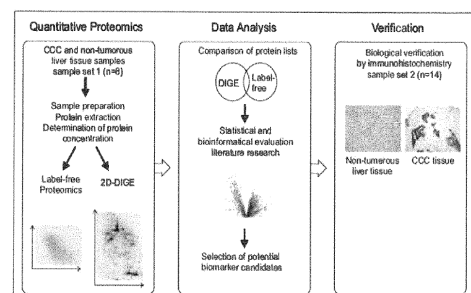 Quantitative Proteomics
CCC and non-tumorous
liver tissue samples
sample set 1 (n=8)
Sample preparation
Protein extraction
Determination of protein
concentration
Label-free
Proteomics
2D-DIGE
Data Analysis
Comparison of protein lists
DIGE
Label-
free
Statistical and
bioinformatical evaluation
literature research
Selection of potential
biomarker candidates
Verification
Biological verification
by immunohistochemistry
sample set 2 (n=14)
Non-tumerous
liver tissue
CCC tissue